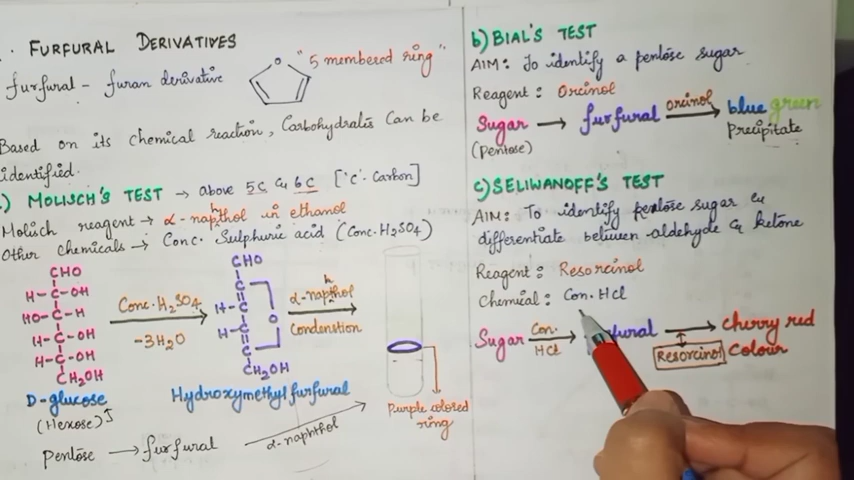 FURFURAL DERIVATIVES
furfural - furan derivative
O
"5 membered ring"
Based on its chemical reaction, Carbohydrates can be
identified.
) MOLISCH'S TEST → above 5C & 6C ['C'- Carbon]
Molisch reagent → α-naphthol in ethanol
Other chemicals → Conc. Sulphuric acid (Conc. H2SO4)
CHO
H-C-OH
HO-C-H
H-C-OH
H-C-OH
CH2OH
D-glucose
(Hexose)
Conc. H2SO4
-3H2O
CHO
C
H-C
O
H-C
C
CH2OH
Hydroxymethyl furfural
α-naphthol
Condenstion
Purple colored
ring
Pentose → furfural
α-naphthol
b) BIAL'S TEST
AIM: To identify a pentose sugar
Reagent: Orcinol
Sugar → furfural orcinol → blue green
(Pentose) Precipitate
c) SELIWANOFF'S TEST
AIM: To identify pentose sugar &
differentiate between aldehyde & ketone
Reagent: Resorcinol
Chemical: Con. HCl
Sugar Con. HCl → fural → cherry red
Resorcinol Colour